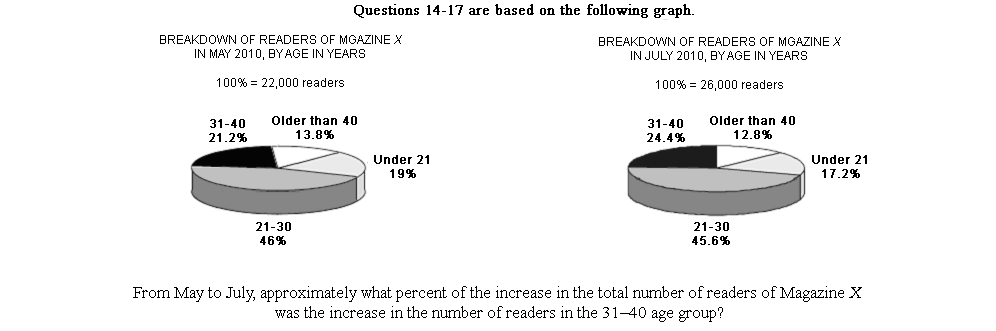 Questions 14-17 are based on the following graph.
BREAKDOWN OF READERS OF MGAZINE X
IN MAY 2010, BY AGE IN YEARS
100% = 22,000 readers
31-40
21.2%
Older than 40
13.8%
Under 21
19%
21-30
46%
BREAKDOWN OF READERS OF MGAZINE X
IN JULY 2010, BY AGE IN YEARS
100% = 26,000 readers
31-40
24.4%
Older than 40
12.8%
Under 21
17.2%
21-30
45.6%
From May to July, approximately what percent of the increase in the total number of readers of Magazine X
was the increase in the number of readers in the 31–40 age group?